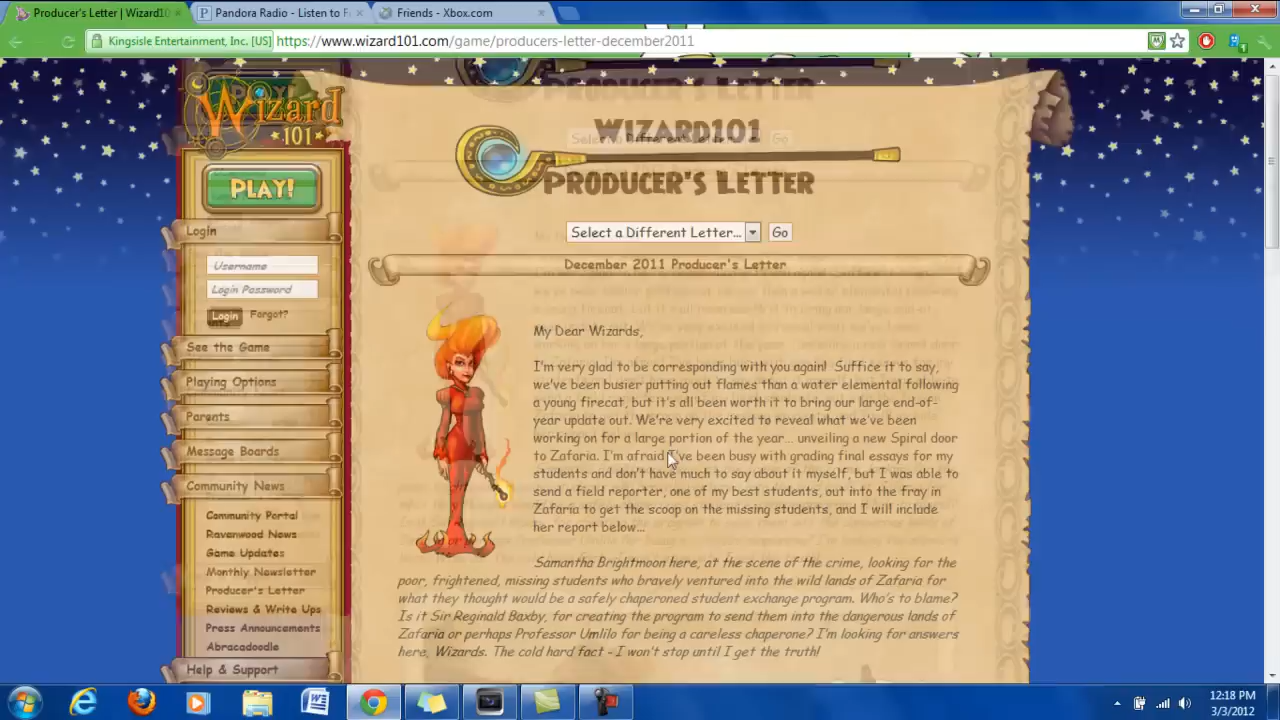 Producer's Letter | Wizard10
Pandora Radio - Listen to F
Friends - Xbox.com
Kingsisle Entertainment, Inc. [US]
https://www.wizard101.com/game/producers-letter-december2011
Wizard
101
PLAY!
Login
Username
Login Password
Login
Forgot?
See the Game
Playing Options
Parents
Message Boards
Community News
Community Portal
Ravenwood News
Game Updates
Monthly Newsletter
Producer's Letter
Reviews & Write Ups
Press Announcements
Abracadoodle
Help & Support
WIZARD101
PRODUCER'S LETTER
Select a Different Letter...
Go
December 2011 Producer's Letter
My Dear Wizards,
I'm very glad to be corresponding with you again! Suffice it to say,
we've been busier putting out flames than a water elemental following
a young firecat, but it's all been worth it to bring our large end-of-
year update out. We're very excited to reveal what we've been
working on for a large portion of the year... unveiling a new Spiral door
to Zafaria. I'm afraid I've been busy with grading final essays for my
students and don't have much to say about it myself, but I was able to
send a field reporter, one of my best students, out into the fray in
Zafaria to get the scoop on the missing students, and I will include
her report below...
Samantha Brightmoon here, at the scene of the crime, looking for the
poor, frightened, missing students who bravely ventured into the wild lands of Zafaria for
what they thought would be a safely chaperoned student exchange program. Who's to blame?
Is it Sir Reginald Baxby, for creating the program to send them into the dangerous lands of
Zafaria or perhaps Professor Umlilo for being a careless chaperone? I'm looking for answers
here, Wizards. The cold hard fact - I won't stop until I get the truth!
12:18 PM
3/3/2012